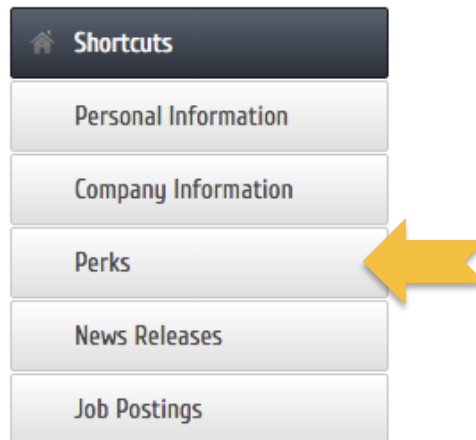 Shortcuts
Personal Information
Company Information
Perks
News Releases
Job Postings